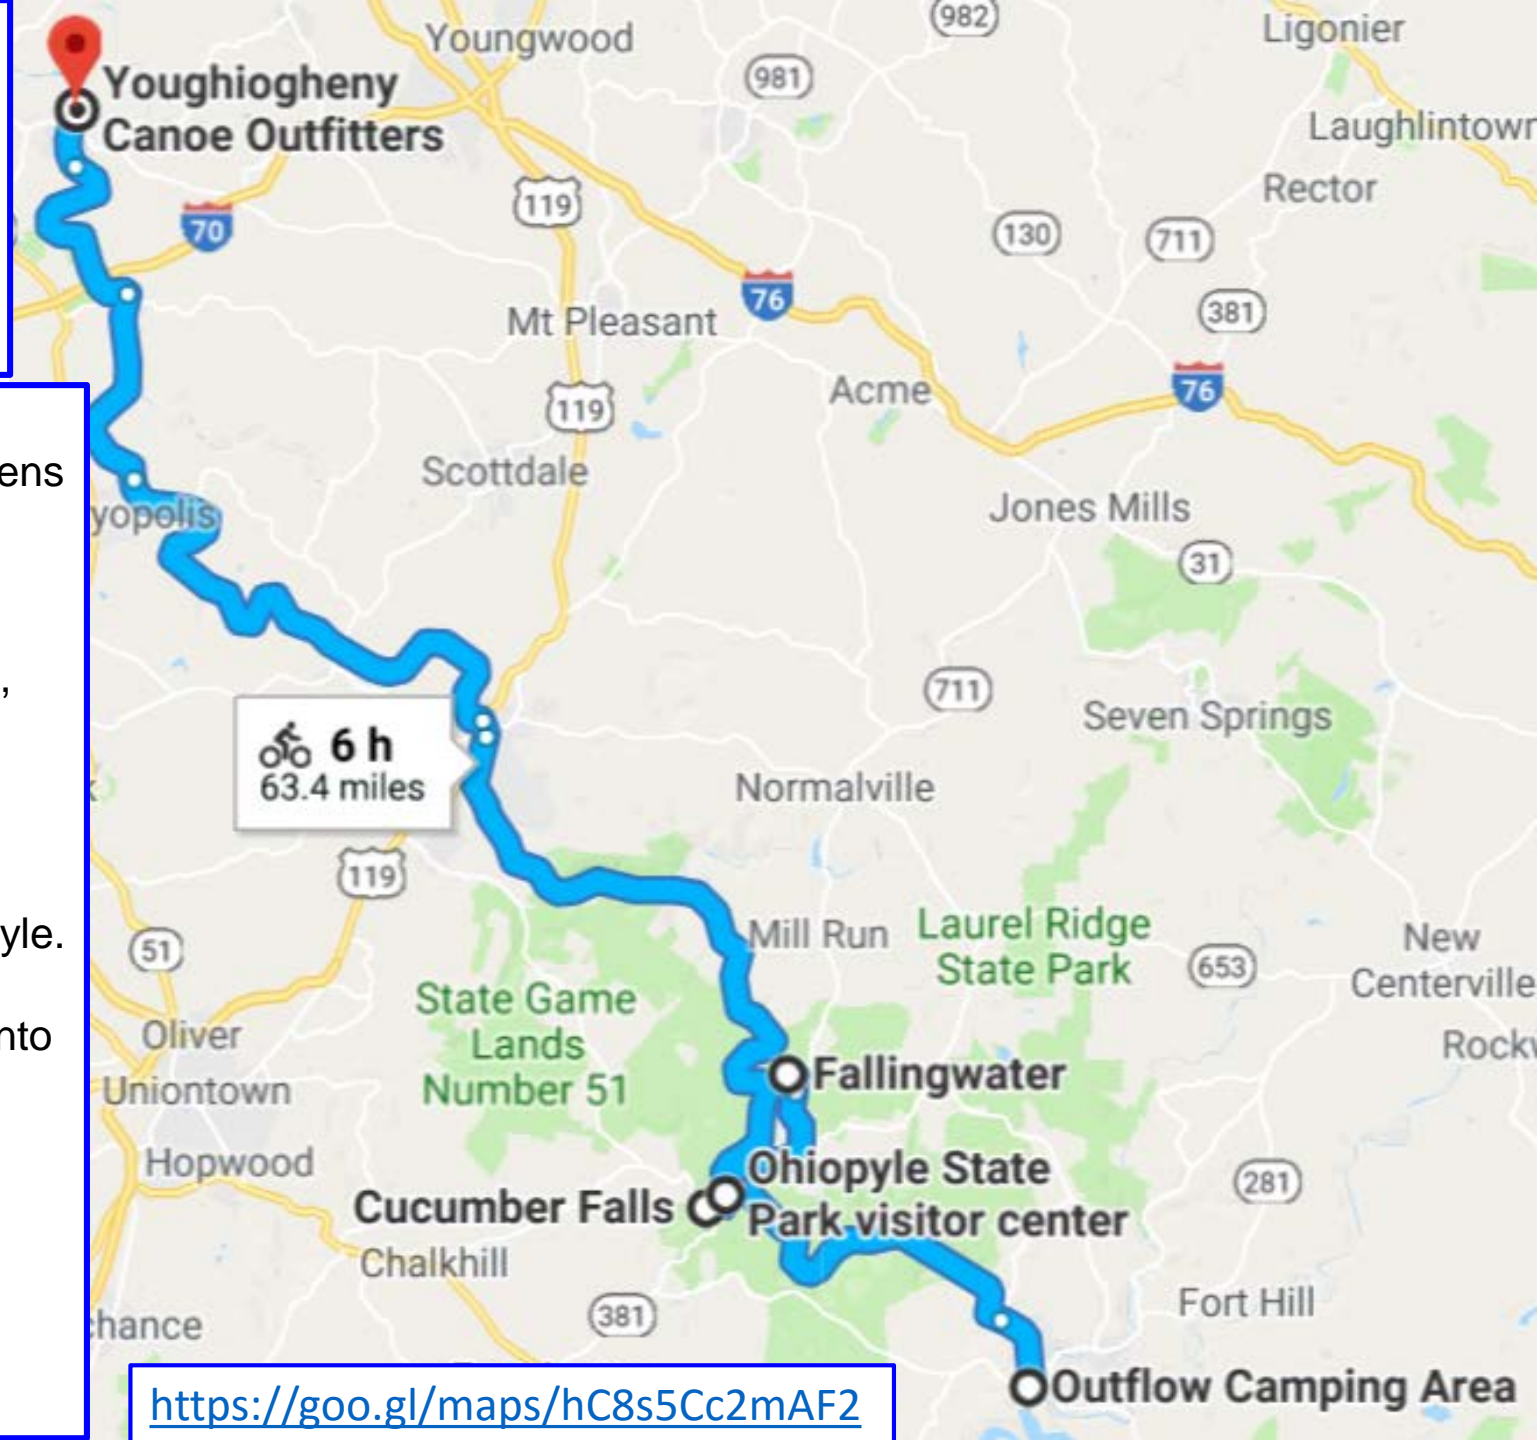 Youngwood
982
Ligonier
Youghiogheny
Canoe Outfitters
981
Laughlintown
Rector
119
70
130
711
76
381
Mt Pleasant
76
Acme
119
ens
Scottdale
yopolis
Jones Mills
31
,
711
Seven Springs
6 h
63.4 miles
Normalville
119
yle.
51
Mill Run
Laurel Ridge
State Park
653
New
Centerville
State Game
Lands
Number 51
nto
Oliver
Rockw
Uniontown
Fallingwater
Hopwood
Ohiopyle State
Park visitor center
281
Cucumber Falls
Chalkhill
381
Fort Hill
chance
Outflow Camping Area
https://goo.gl/maps/hC8s5Cc2mAF2